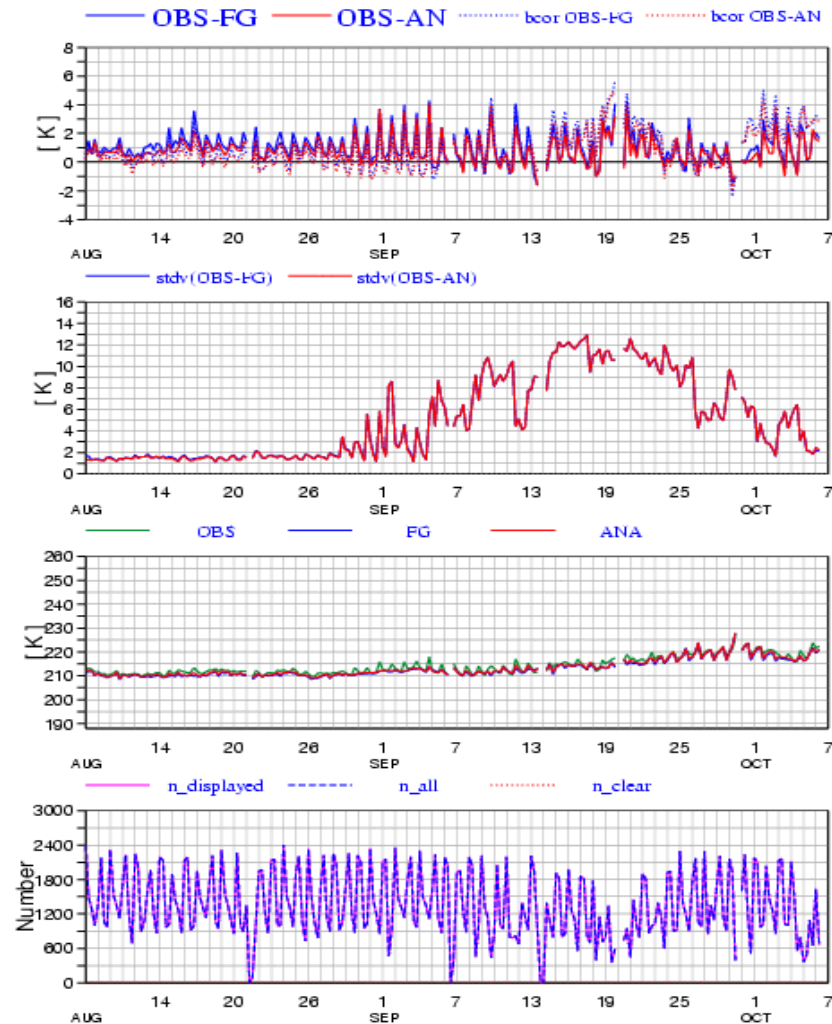 OBS-FG OBS-AN bcor OBS-FG bcor OBS-AN
8
6
4
2
0
-2
-4
[ K ]
14 20 26 1 7 13 19 25 1 7
AUG SEP OCT
stdv(OBS-FG) stdv(OBS-AN)
16
14
12
10
8
6
4
2
0
[ K ]
14 20 26 1 7 13 19 25 1 7
AUG SEP OCT
OBS FG ANA
260
250
240
230
220
210
200
190
[ K ]
14 20 26 1 7 13 19 25 1 7
AUG SEP OCT
n_displayed n_all n_clear
3000
2400
1800
1200
600
0
Number
14 20 26 1 7 13 19 25 1 7
AUG SEP OCT